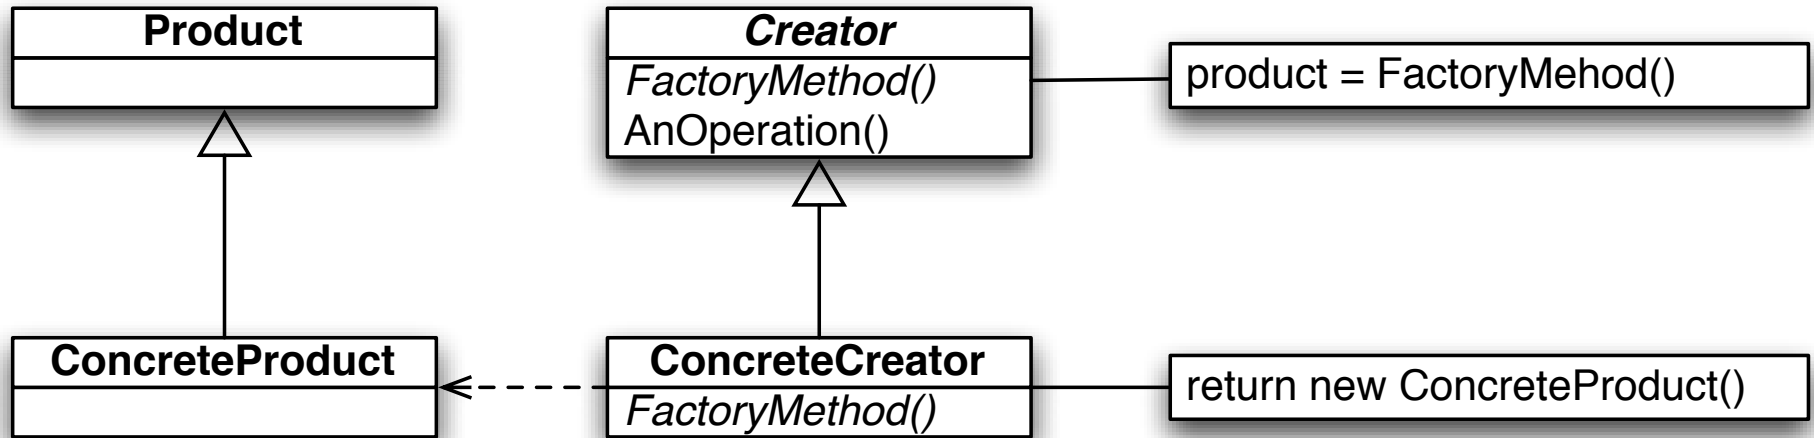 Product
Creator
FactoryMethod()
AnOperation()
product = FactoryMehod()
ConcreteProduct
ConcreteCreator
FactoryMethod()
return new ConcreteProduct()